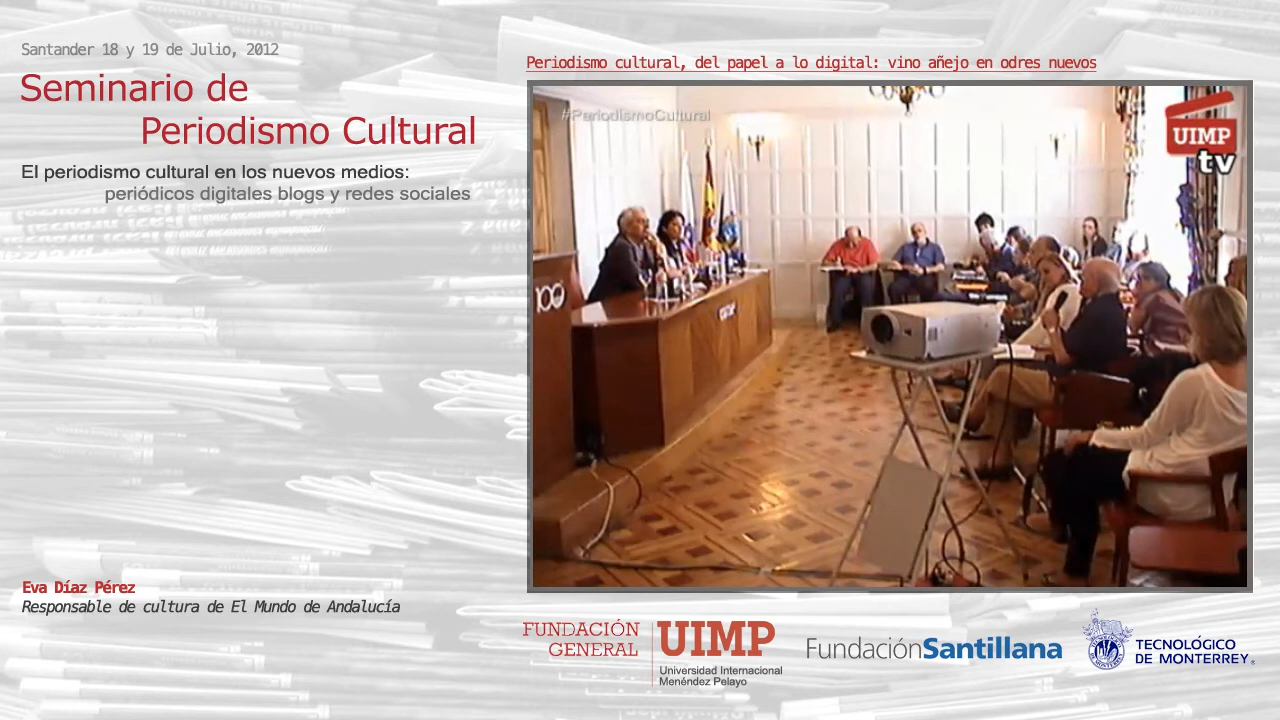 Santander 18 y 19 de Julio, 2012
Seminario de
Periodismo Cultural
El periodismo cultural en los nuevos medios:
periódicos digitales blogs y redes sociales
Periodismo cultural, del papel a lo digital: vino añejo en odres nuevos
#PeriodismoCultural
UIMP
tv
100
Eva Díaz Pérez
Responsable de cultura de El Mundo de Andalucía
FUNDACIÓN
GENERAL
UIMP
Universidad Internacional
Menéndez Pelayo
FundaciónSantillana
TECNOLÓGICO
DE MONTERREY®